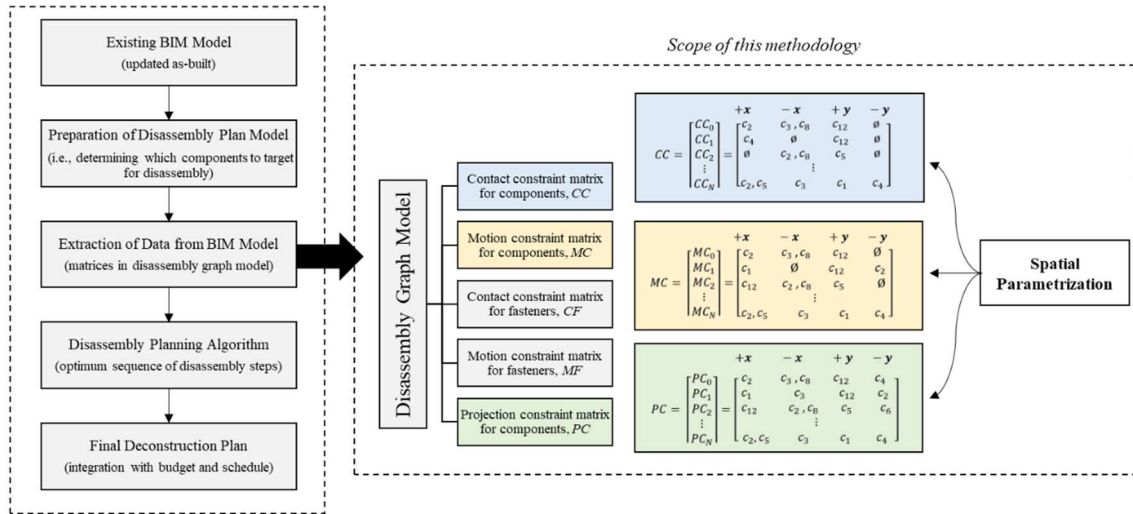 Existing BIM Model
(updated as-built)
Preparation of Disassembly Plan Model
(i.e., determining which components to target
for disassembly)
Extraction of Data from BIM Model
(matrices in disassembly graph model)
Disassembly Planning Algorithm
(optimum sequence of disassembly steps)
Final Deconstruction Plan
(integration with budget and schedule)
Scope of this methodology
Disassembly Graph Model
Contact constraint matrix
for components, CC
Motion constraint matrix
for components, MC
Contact constraint matrix
for fasteners, CF
Motion constraint matrix
for fasteners, MF
Projection constraint matrix
for components, PC
+x −x +y −y
CC₀ c₂ c₃ , c₈ c₁₂ ∅
CC₁ c₄ ∅ c₁₂ ∅
CC = CC₂ = ∅ c₂ , c₈ c₅ ∅
⋮ ⋮
CC_N c₂, c₅ c₃ c₁ c₄
+x −x +y −y
MC₀ c₂ c₃ , c₈ c₁₂ ∅
MC₁ c₁ ∅ c₁₂ c₂
MC = MC₂ = c₁₂ c₂ , c₈ c₅ ∅
⋮ ⋮
MC_N c₂, c₅ c₃ c₁ c₄
+x −x +y −y
PC₀ c₂ c₃ , c₈ c₁₂ c₄
PC₁ c₁ c₃ c₁₂ c₂
PC = PC₂ = c₁₂ c₂ , c₈ c₅ c₆
⋮ ⋮
PC_N c₂, c₅ c₃ c₁ c₄
Spatial
Parametrization